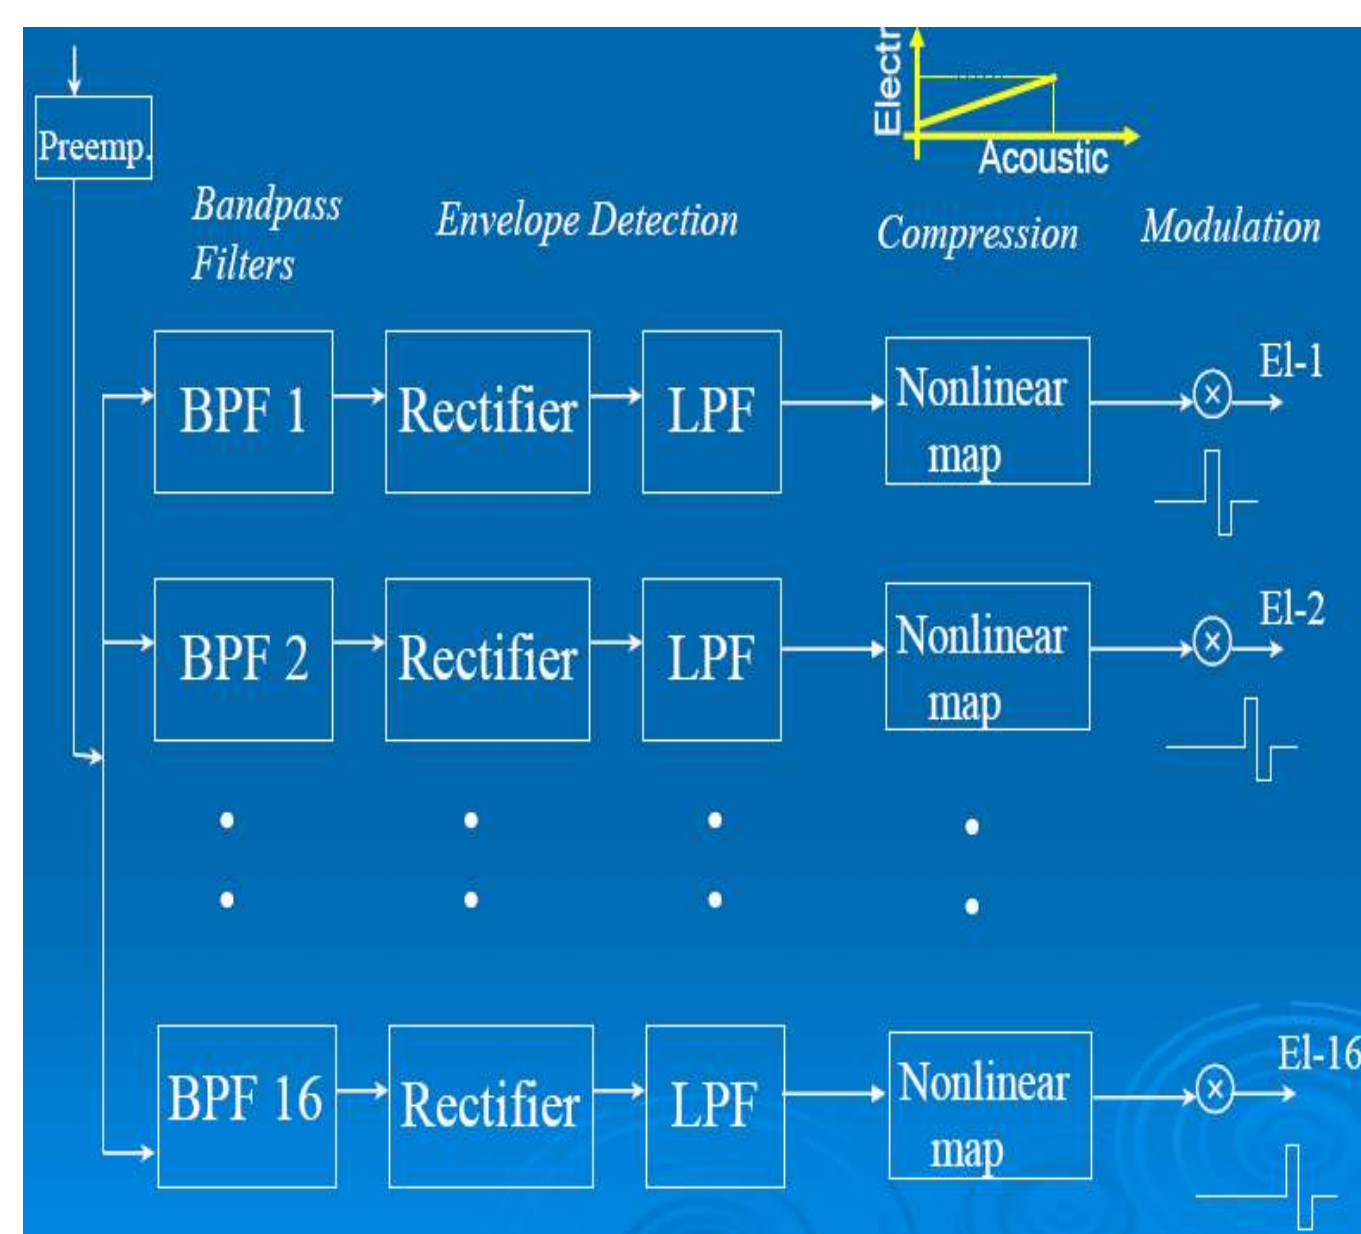 Electr
Acoustic
Preemp.
Bandpass
Filters
Envelope Detection
Compression
Modulation
BPF 1
Rectifier
LPF
Nonlinear
map
El-1
BPF 2
Rectifier
LPF
Nonlinear
map
El-2
BPF 16
Rectifier
LPF
Nonlinear
map
El-16